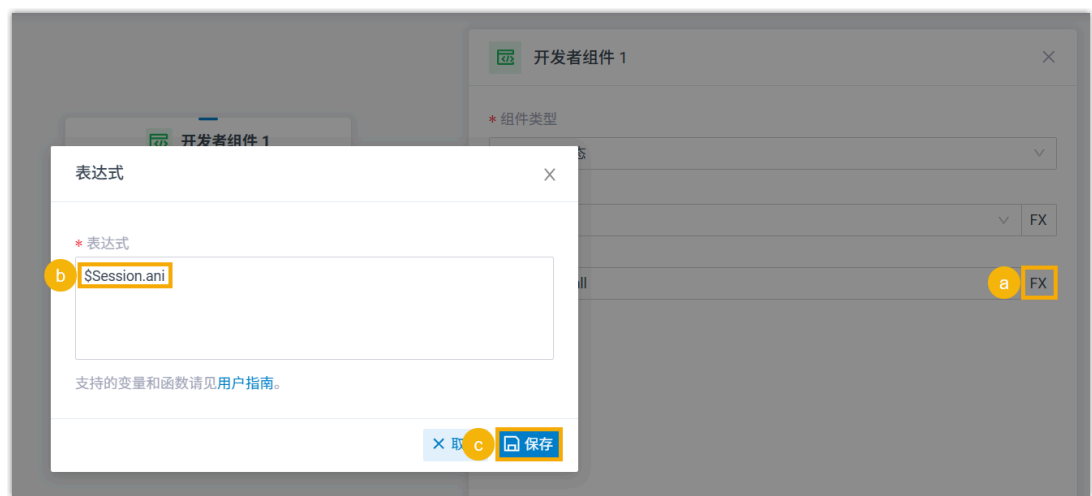 开发者组件 1
* 组件类型
态
开发者组件 1
表达式
FX
* 表达式
b $Session.ani
ll a FX
支持的变量和函数请见用户指南。
取 c 保存